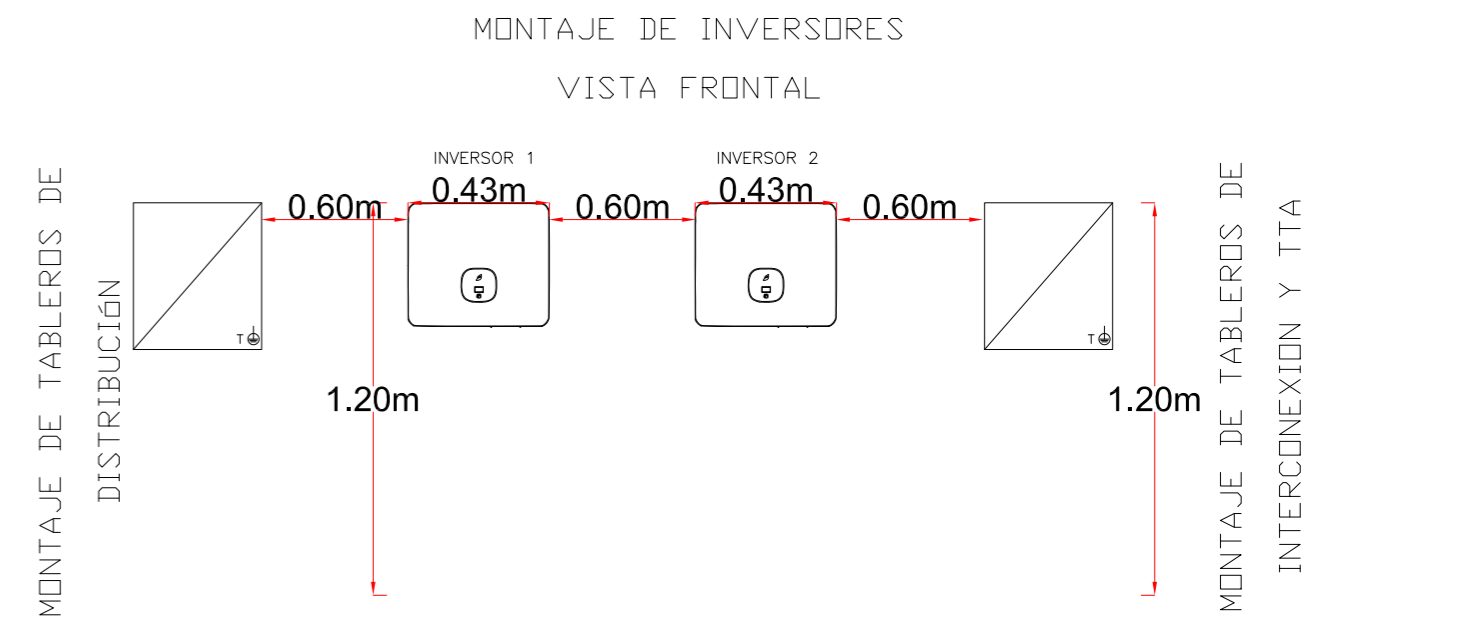 MONTAJE DE INVERSORES
VISTA FRONTAL
MONTAJE DE TABLEROS DE
DISTRIBUCIÓN
INVERSOR 1
INVERSOR 2
0.60m
0.43m
0.60m
0.43m
0.60m
T
T
1.20m
1.20m
MONTAJE DE TABLEROS DE
INTERCONEXION Y TTA